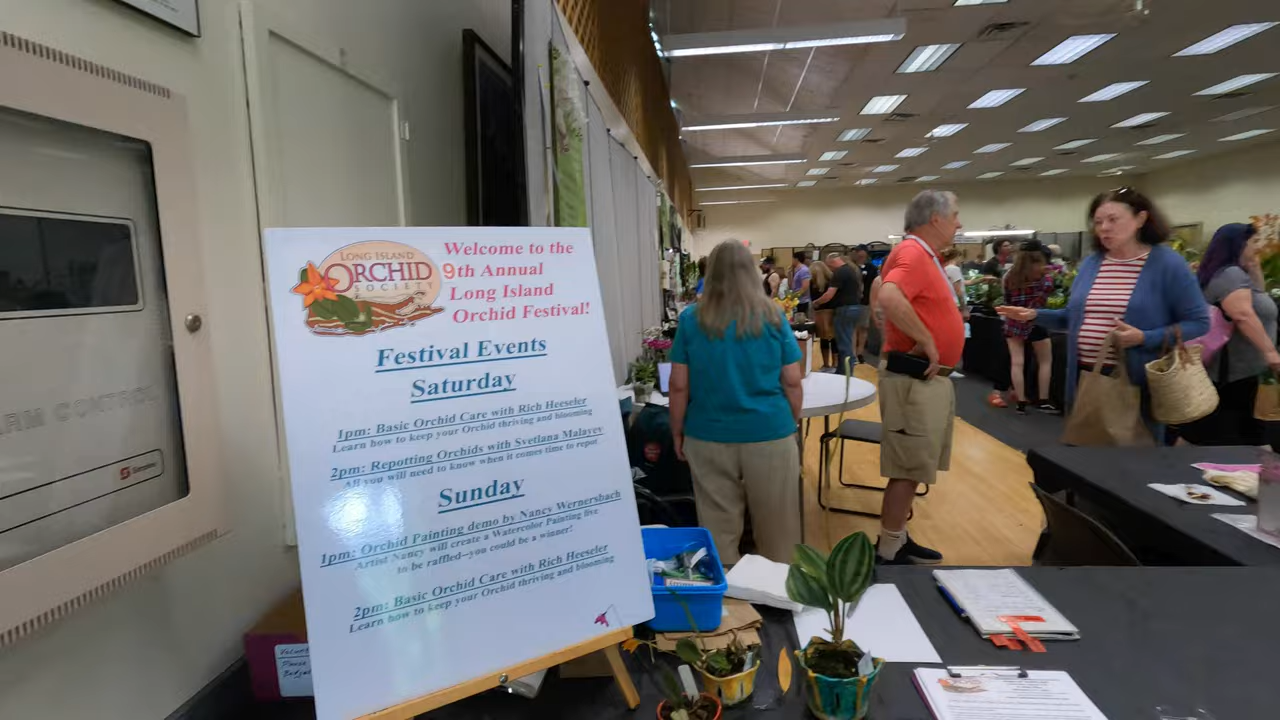 LONG ISLAND
ORCHID
SOCIETY
Welcome to the
9th Annual
Long Island
Orchid Festival!
Festival Events
Saturday
1pm: Basic Orchid Care with Rich Heeseler
Learn how to keep your Orchid thriving and blooming
2pm: Repotting Orchids with Svetlana Malayev
All you will need to know when it comes time to repot
Sunday
1pm: Orchid Painting demo by Nancy Wernersbach
Artist Nancy will create a Watercolor Painting live
to be raffled--you could be a winner!
2pm: Basic Orchid Care with Rich Heeseler
Learn how to keep your Orchid thriving and blooming
ARM CONTROL